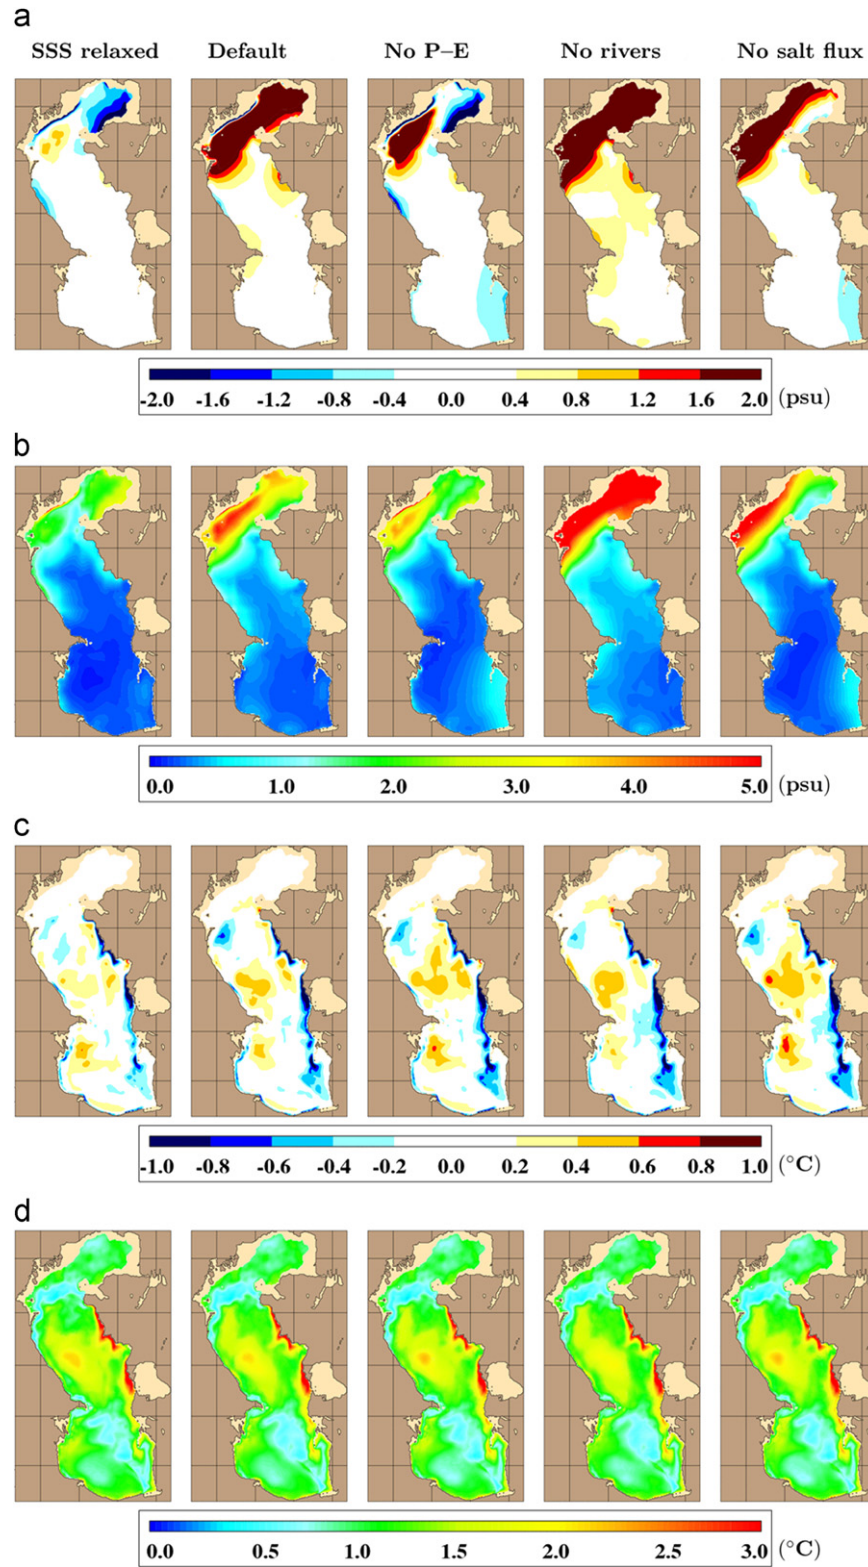 a
SSS relaxed Default No P–E No rivers No salt flux
-2.0 -1.6 -1.2 -0.8 -0.4 0.0 0.4 0.8 1.2 1.6 2.0 (psu)
b
0.0 1.0 2.0 3.0 4.0 5.0 (psu)
c
-1.0 -0.8 -0.6 -0.4 -0.2 0.0 0.2 0.4 0.6 0.8 1.0 (°C)
d
0.0 0.5 1.0 1.5 2.0 2.5 3.0 (°C)